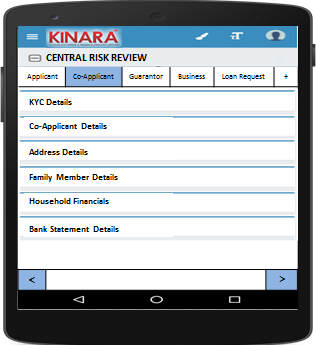 KINARA
CENTRAL RISK REVIEW
Applicant Co-Applicant Guarantor Business Loan Request +
KYC Details
Co-Applicant Details
Address Details
Family Member Details
Household Financials
Bank Statement Details
< >